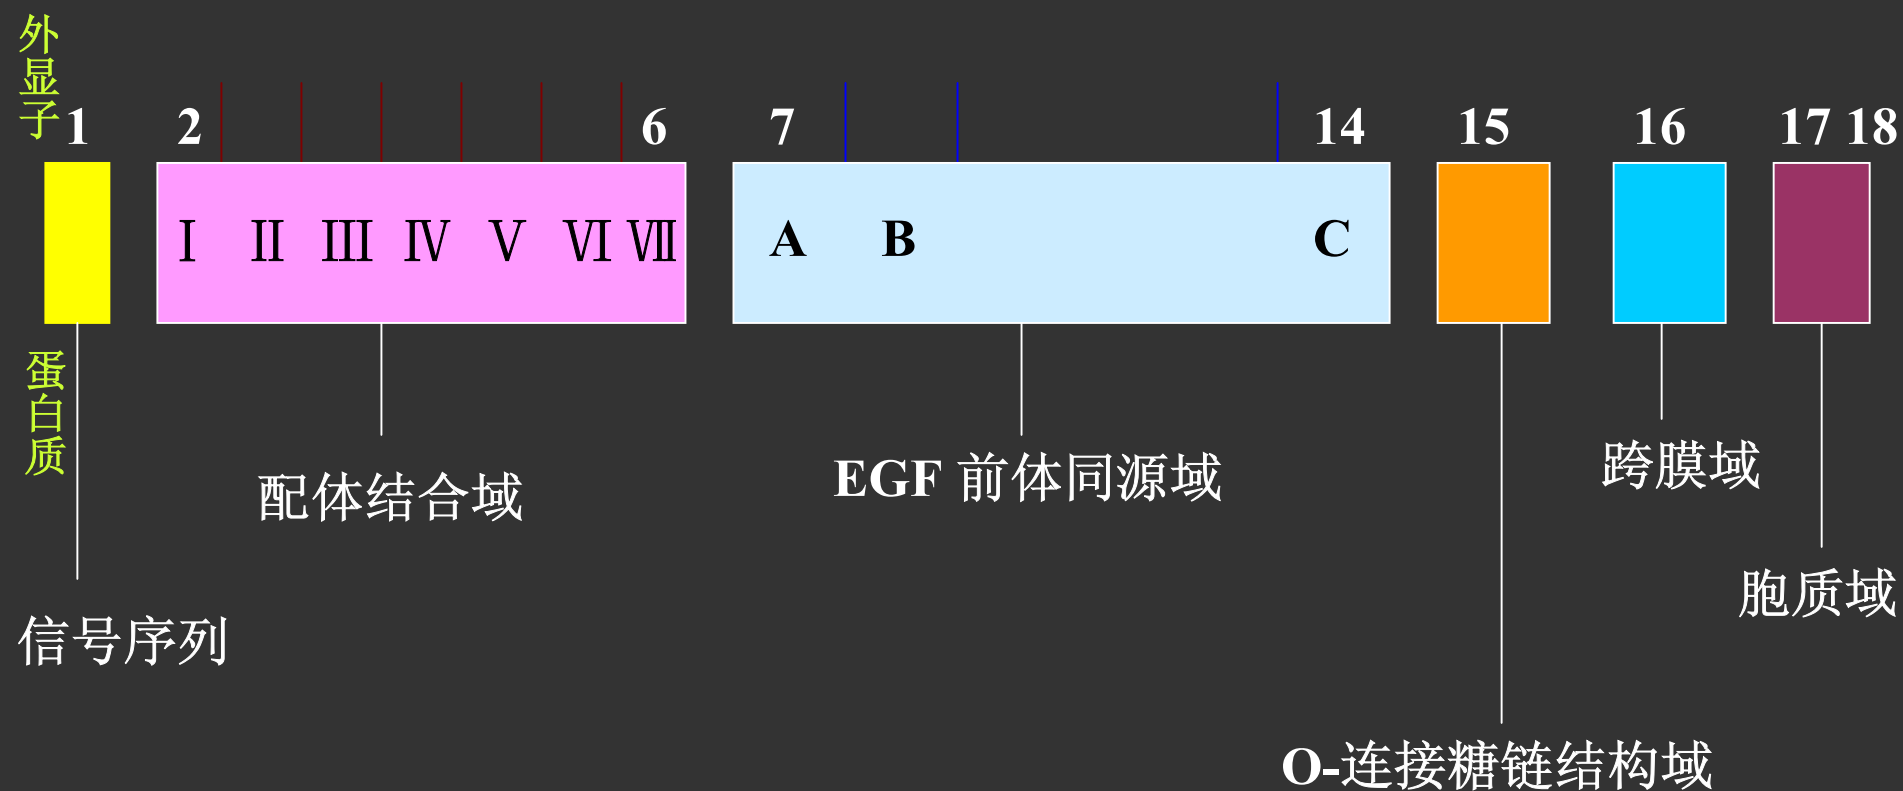 外显子
1 2 6 7 14 15 16 17 18
Ⅰ Ⅱ Ⅲ Ⅳ Ⅴ Ⅵ Ⅶ A B C
蛋白质
配体结合域
EGF 前体同源域
跨膜域
胞质域
信号序列
O-连接糖链结构域